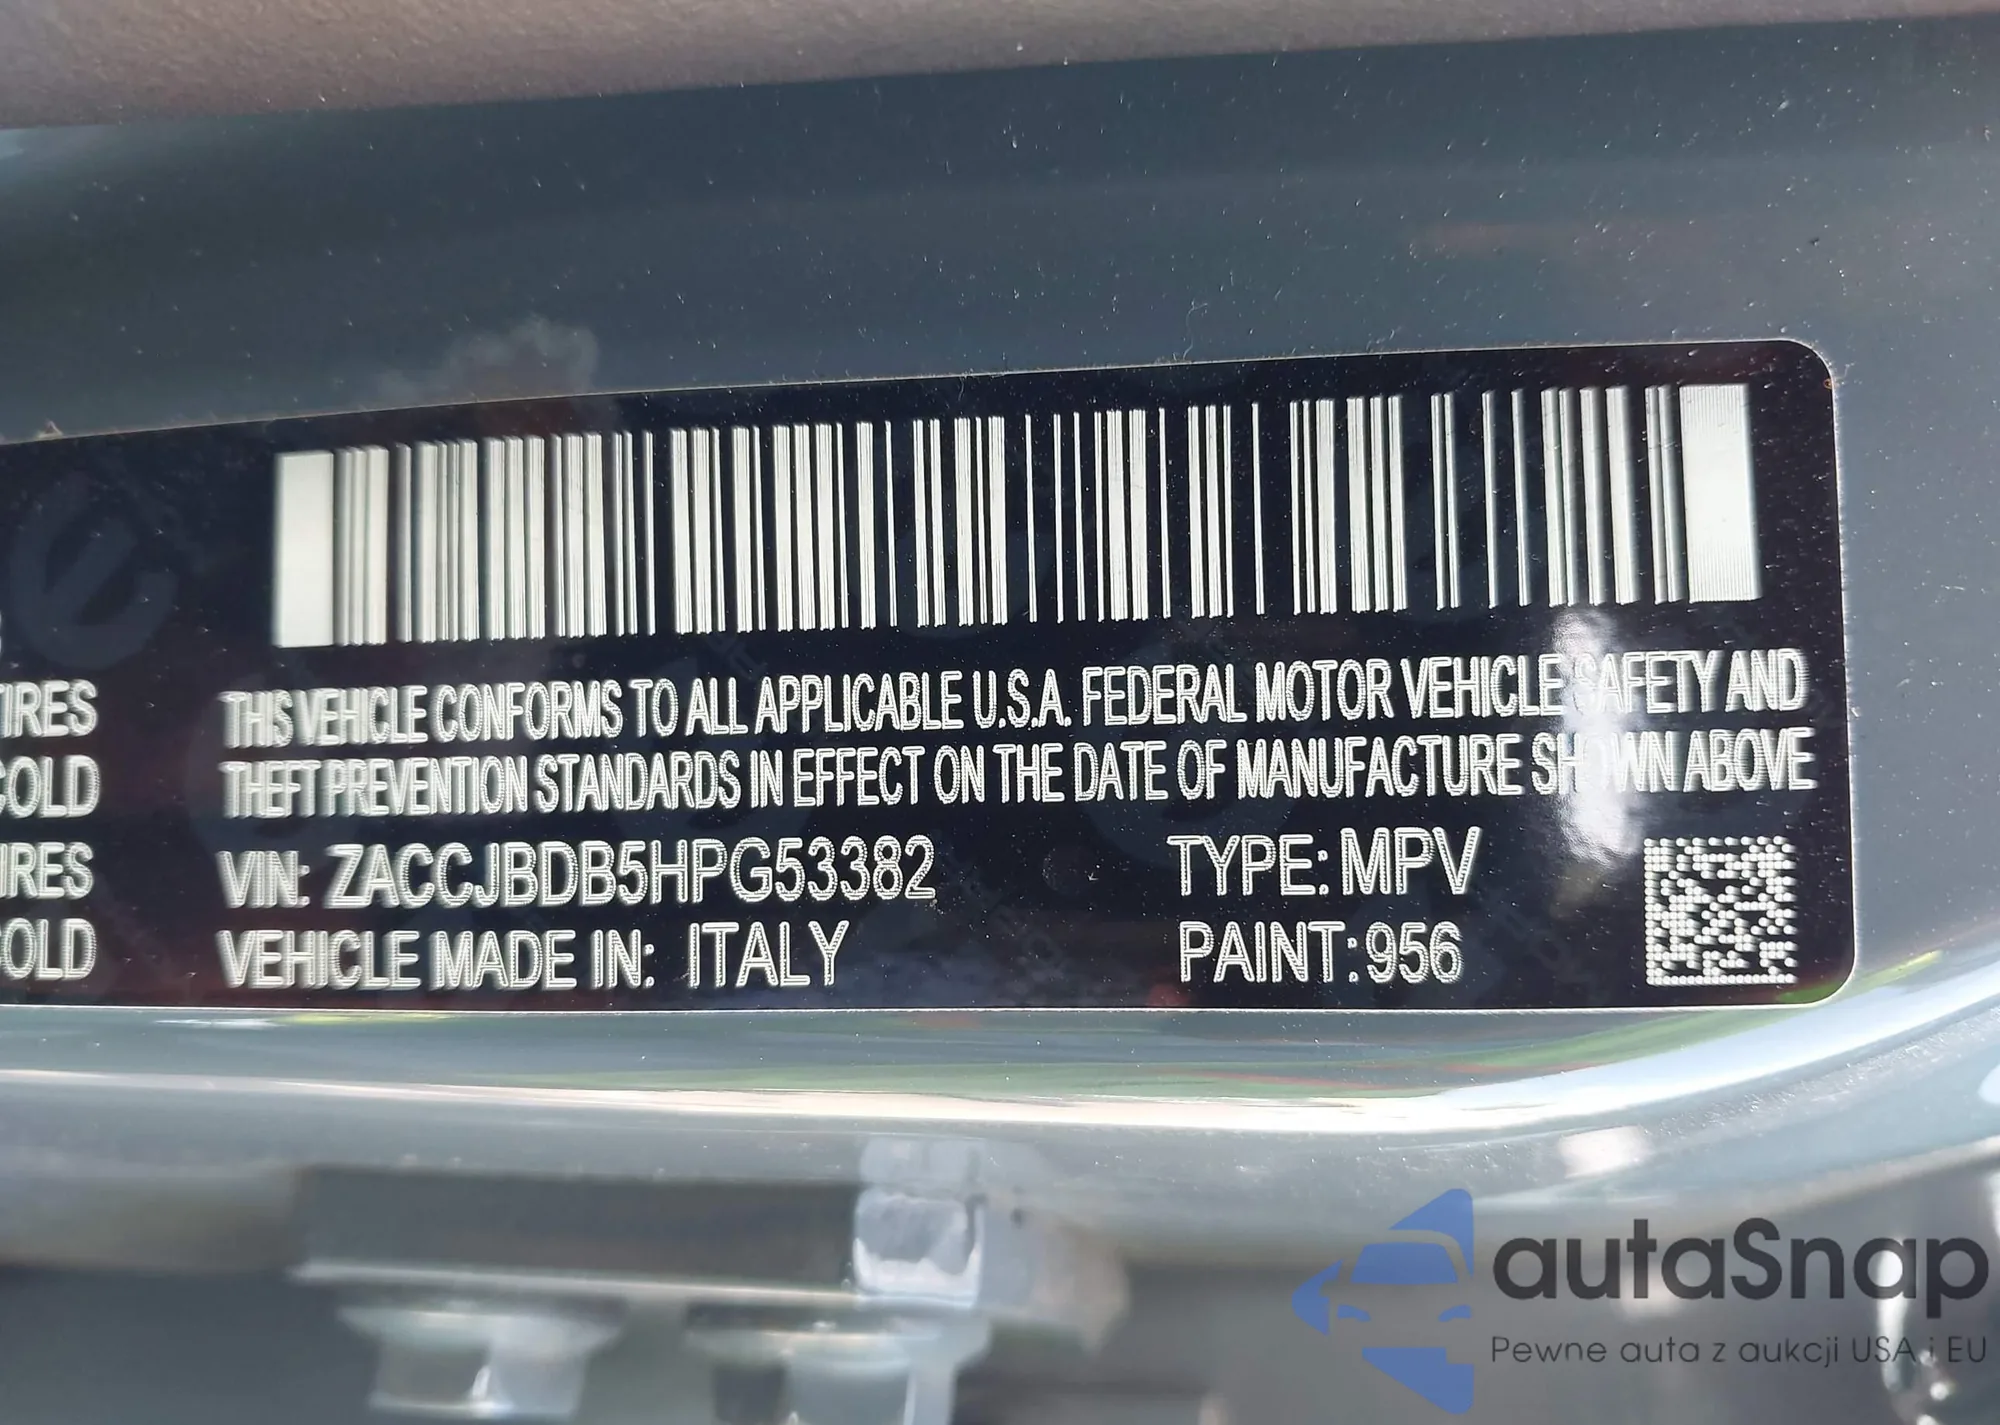 TIRES
COLD
TIRES
COLD
THIS VEHICLE CONFORMS TO ALL APPLICABLE U.S.A. FEDERAL MOTOR VEHICLE SAFETY AND
THEFT PREVENTION STANDARDS IN EFFECT ON THE DATE OF MANUFACTURE SHOWN ABOVE
VIN: ZACCJBDB5HPG53382
TYPE: MPV
VEHICLE MADE IN: ITALY
PAINT: 956
autaSnap
Pewne auta z aukcji USA i EU